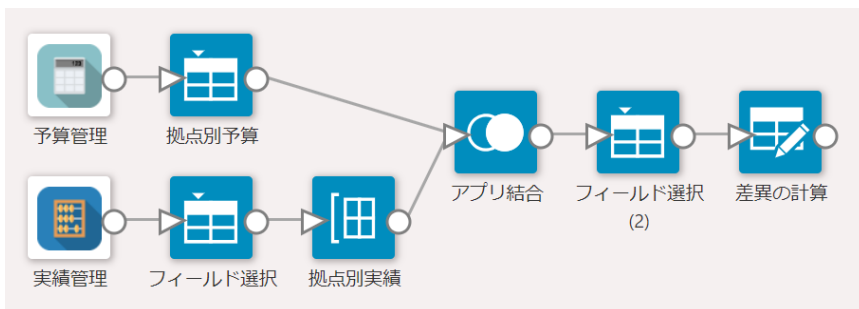 予算管理
拠点別予算
実績管理
フィールド選択
拠点別実績
アプリ結合
フィールド選択
(2)
差異の計算